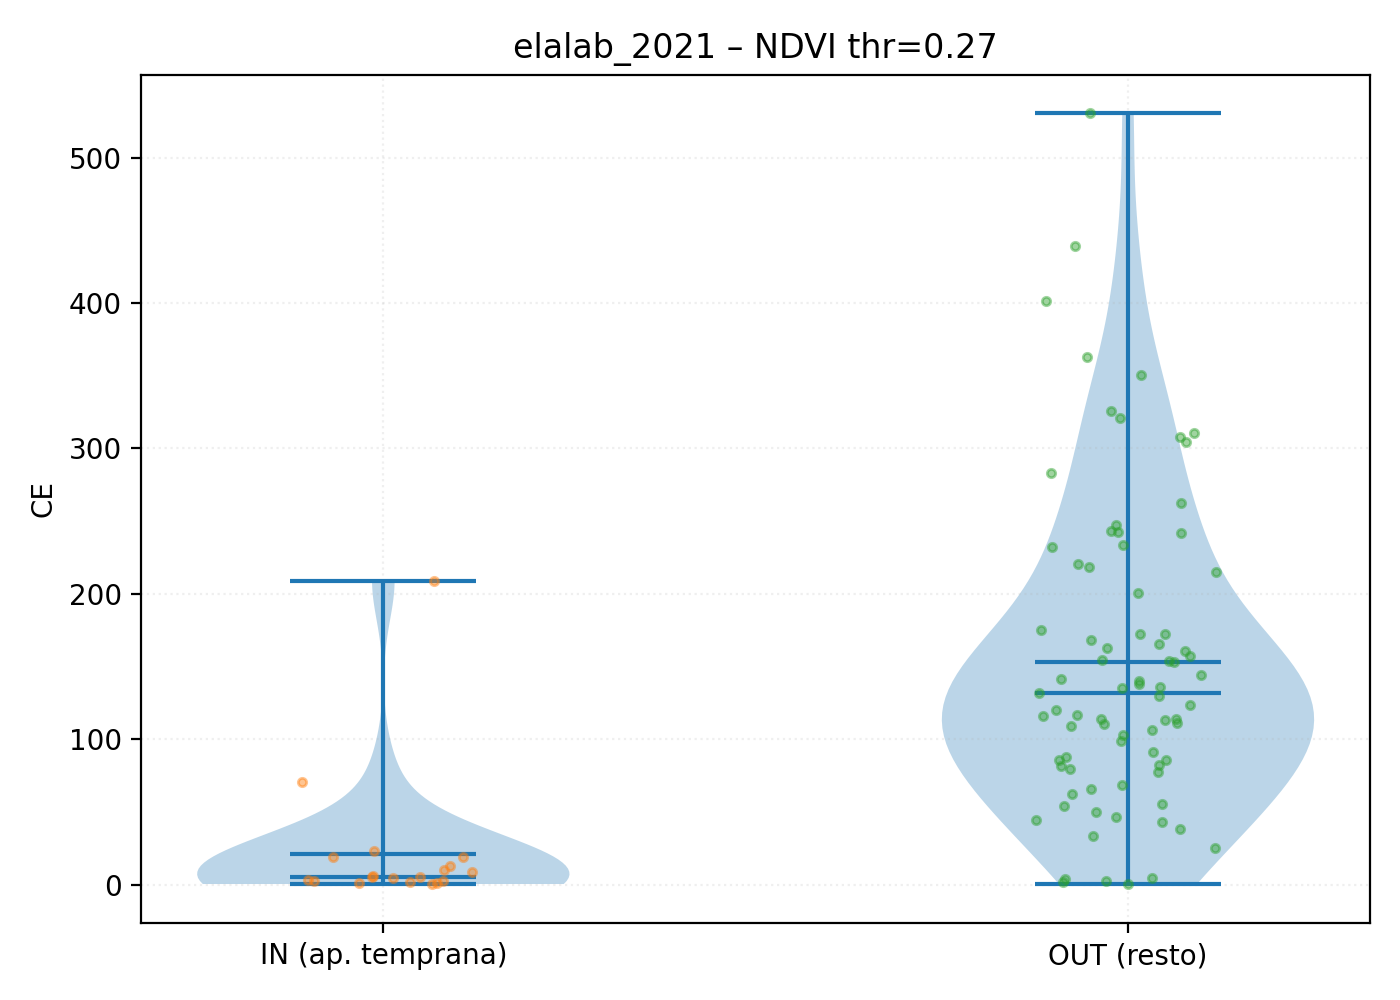 elalab_2021 – NDVI thr=0.27
500
400
300
200
100
0
CE
IN (ap. temprana)
OUT (resto)